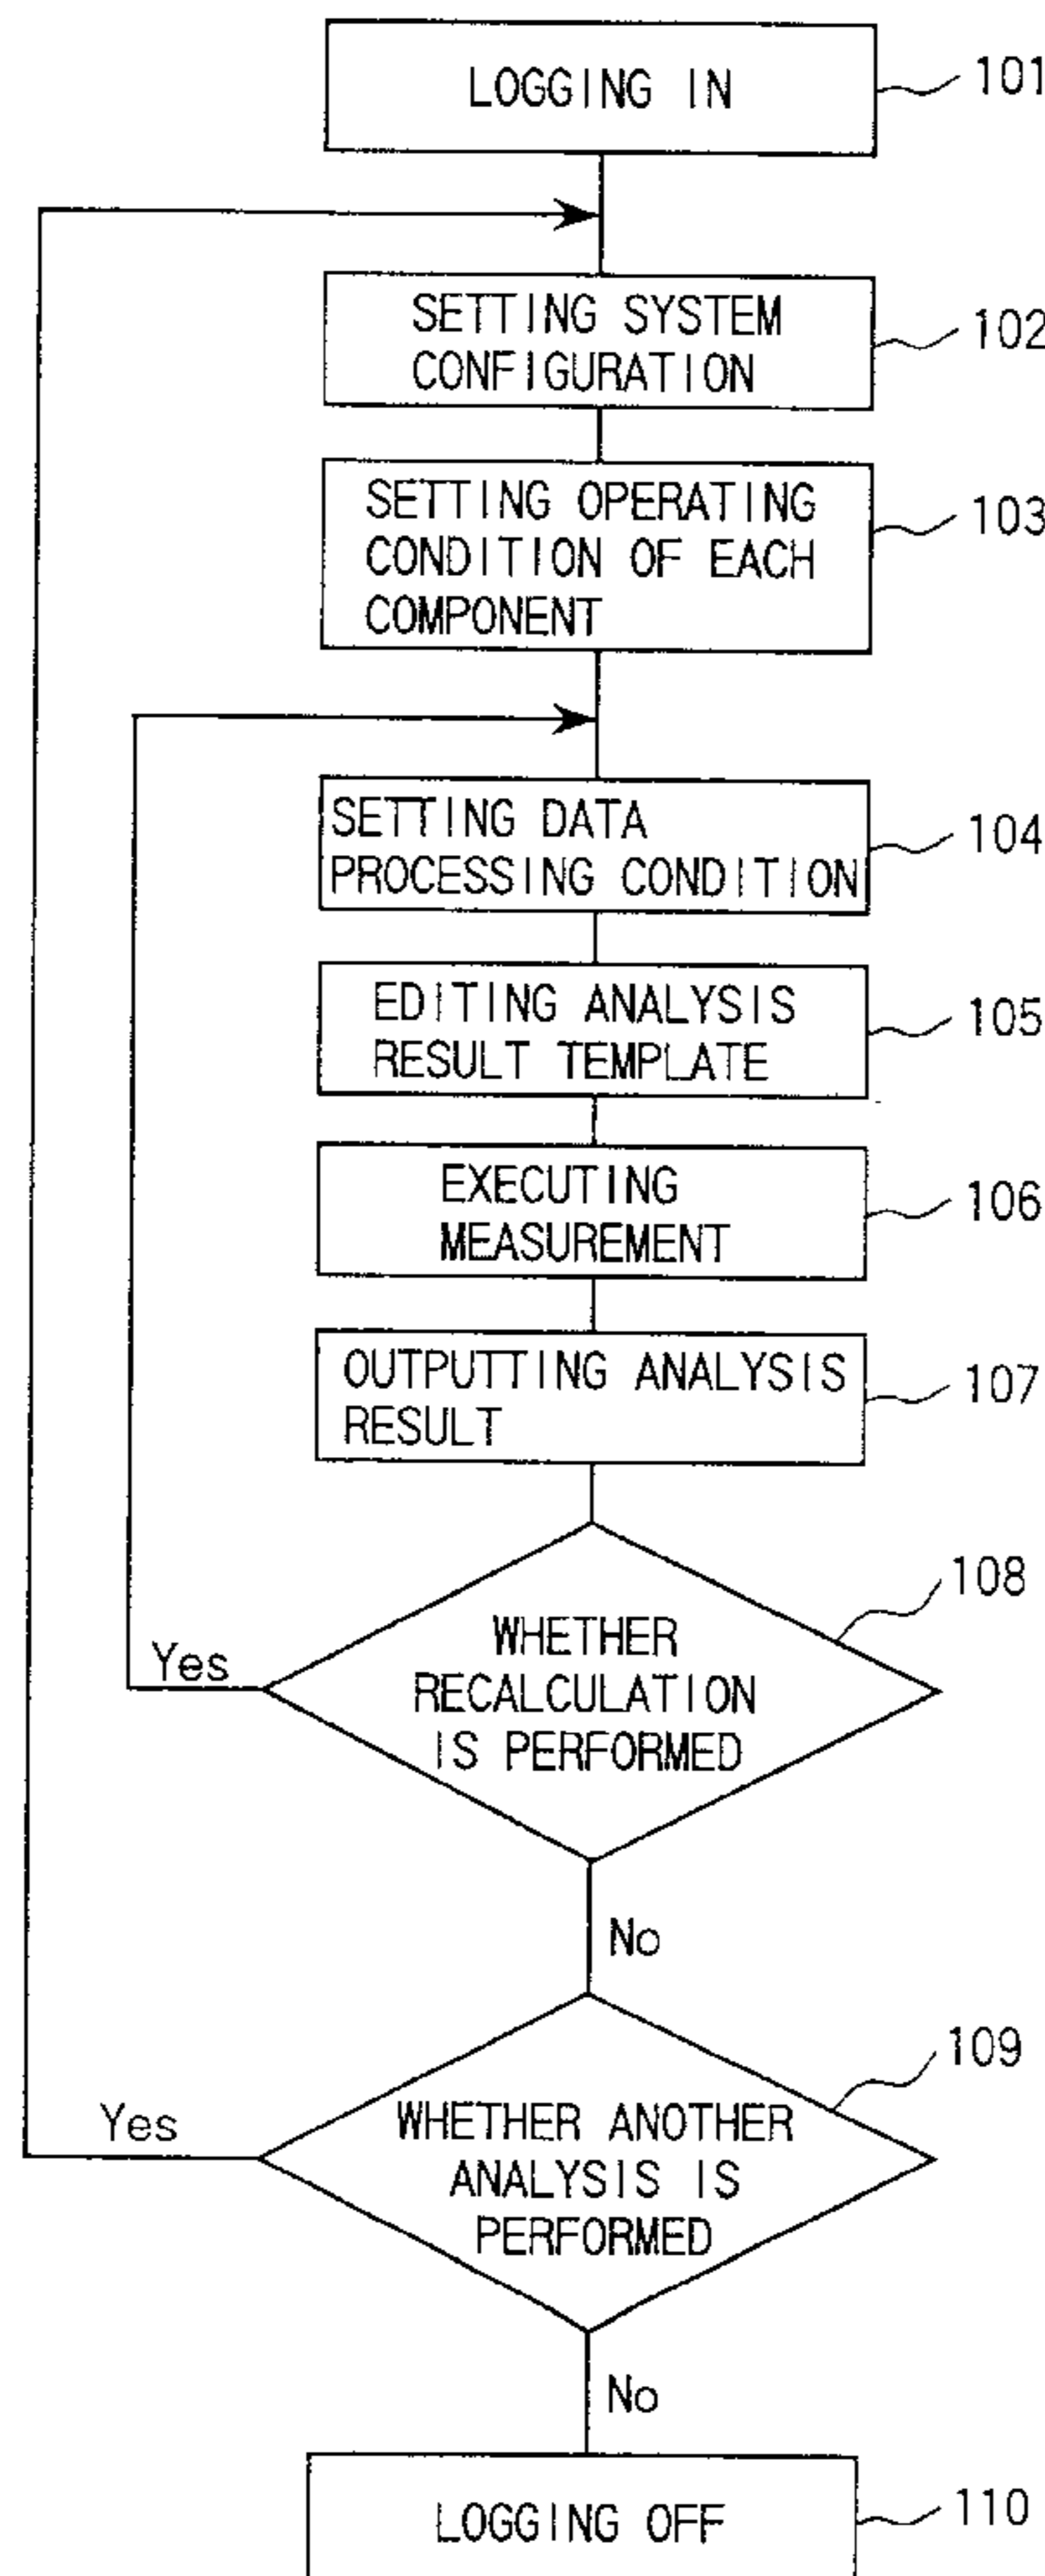 LOGGING IN
101
SETTING SYSTEM
CONFIGURATION
102
SETTING OPERATING
CONDITION OF EACH
COMPONENT
103
SETTING DATA
PROCESSING CONDITION
104
EDITING ANALYSIS
RESULT TEMPLATE
105
EXECUTING
MEASUREMENT
106
OUTPUTTING ANALYSIS
RESULT
107
WHETHER
RECALCULATION
IS PERFORMED
108
Yes
No
WHETHER ANOTHER
ANALYSIS IS
PERFORMED
109
Yes
No
LOGGING OFF
110